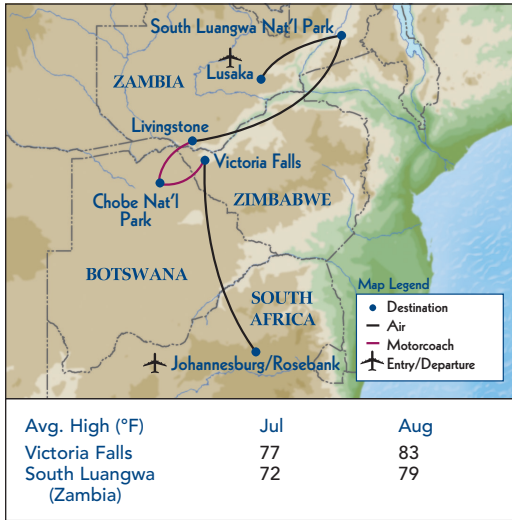 South Luangwa Nat'l Park
Lusaka
ZAMBIA
Livingstone
Victoria Falls
Chobe Nat'l
Park
ZIMBABWE
BOTSWANA
SOUTH
AFRICA
Johannesburg/Rosebank
Map Legend
Destination
Air
Motorcoach
Entry/Departure
Avg. High (°F) Jul Aug
Victoria Falls 77 83
South Luangwa 72 79
(Zambia)